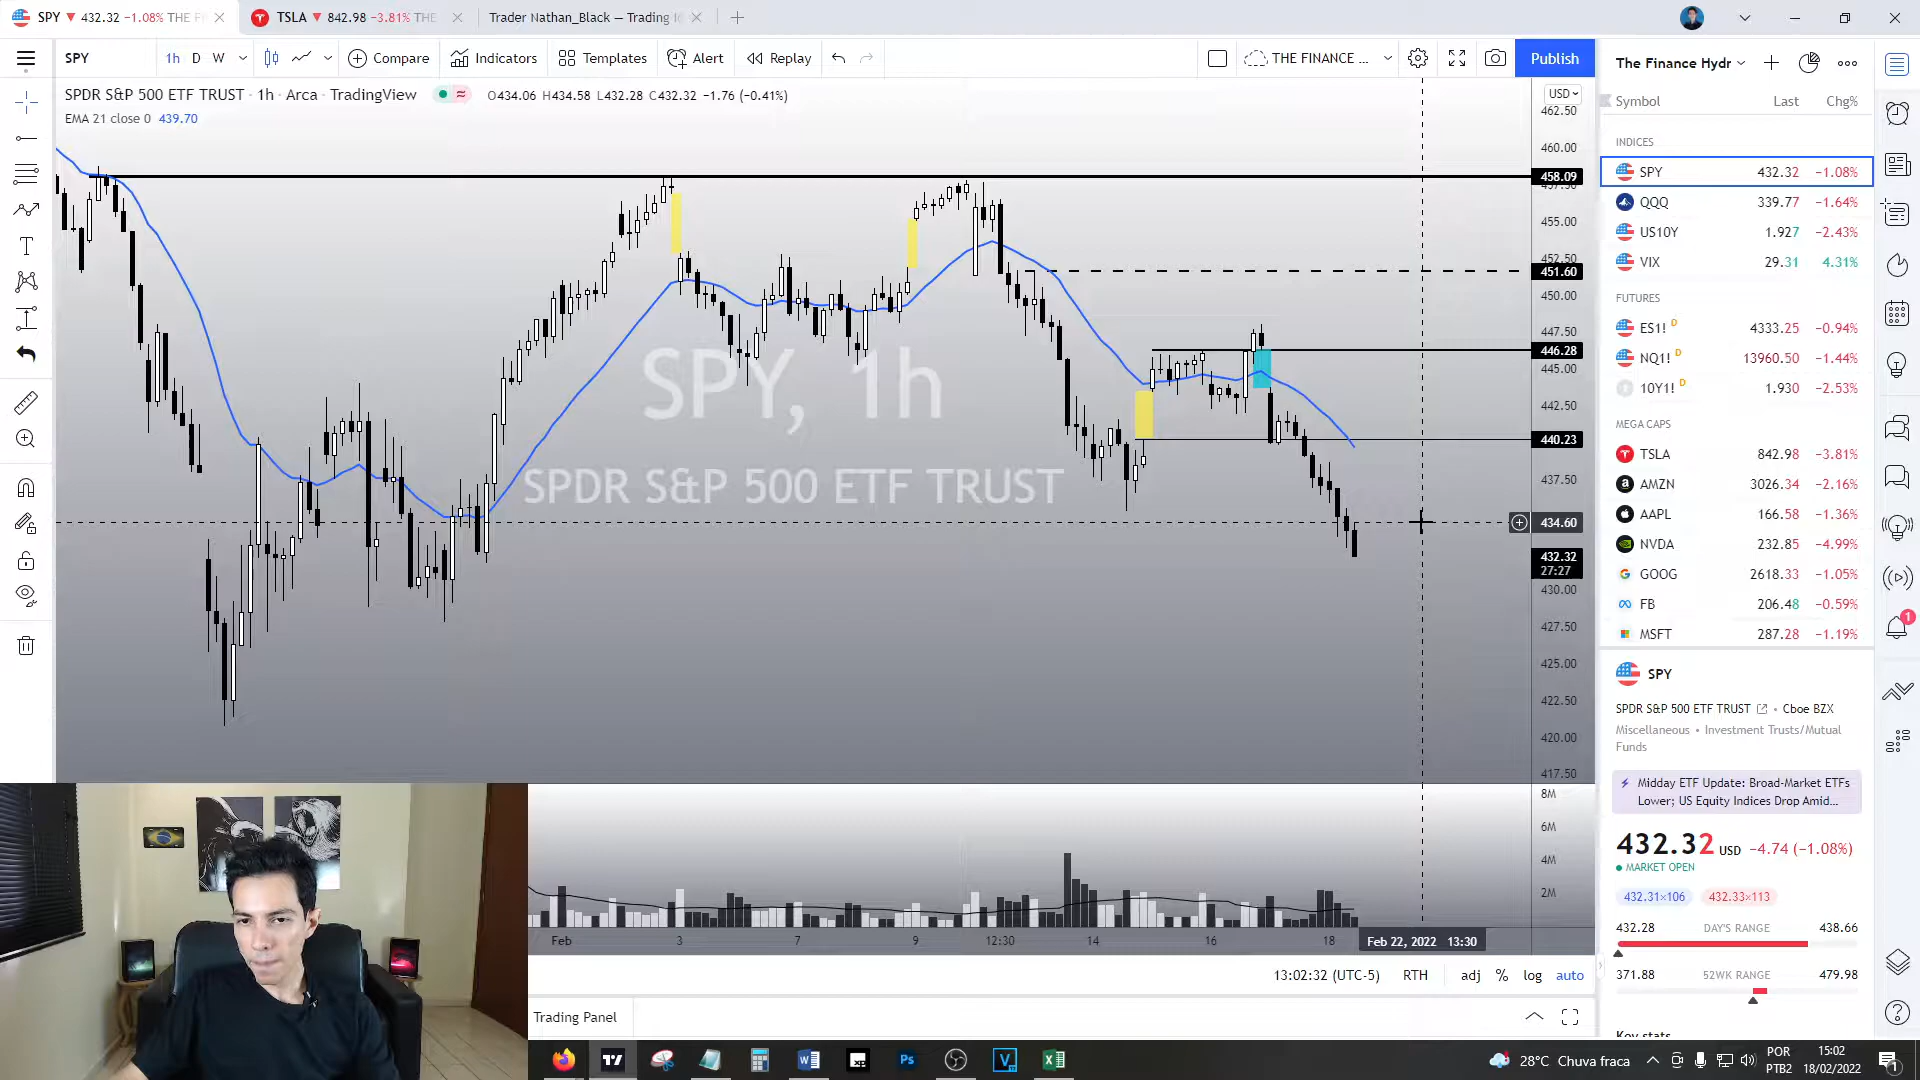 SPY ▼ 432.32 −1.08% THE F
TSLA ▼ 842.98 −3.81% THE
Trader Nathan_Black — Trading I
SPY
1h D W
Compare
Indicators
Templates
Alert
Replay
THE FINANCE ...
Publish
SPDR S&P 500 ETF TRUST · 1h · Arca · TradingView
O434.06 H434.58 L432.28 C432.32 −1.76 (−0.41%)
EMA 21 close 0 439.70
SPY, 1h
SPDR S&P 500 ETF TRUST
USD
462.50
460.00
458.09
457.50
455.00
452.50
451.60
450.00
447.50
446.28
445.00
442.50
440.23
437.50
434.60
432.32
27:27
430.00
427.50
425.00
422.50
420.00
417.50
8M
6M
4M
2M
Feb 3 7 9 12:30 14 16 18
Feb 22, 2022 13:30
13:02:32 (UTC-5) RTH adj % log auto
Trading Panel
The Finance Hydr
Symbol Last Chg%
INDICES
SPY 432.32 −1.08%
QQQ 339.77 −1.64%
US10Y 1.927 −2.43%
VIX 29.31 4.31%
FUTURES
ES1! D 4333.25 −0.94%
NQ1! D 13960.50 −1.44%
10Y1! D 1.930 −2.53%
MEGA CAPS
TSLA 842.98 −3.81%
AMZN 3026.34 −2.16%
AAPL 166.58 −1.36%
NVDA 232.85 −4.99%
GOOG 2618.33 −1.05%
FB 206.48 −0.59%
MSFT 287.28 −1.19%
SPY
SPDR S&P 500 ETF TRUST • Cboe BZX
Miscellaneous • Investment Trusts/Mutual
Funds
Midday ETF Update: Broad-Market ETFs
Lower; US Equity Indices Drop Amid...
432.32 USD −4.74 (−1.08%)
MARKET OPEN
432.31×106 432.33×113
432.28 DAY'S RANGE 438.66
371.88 52WK RANGE 479.98
Key stats
1
28°C Chuva fraca
POR
PTB2
15:02
18/02/2022
1